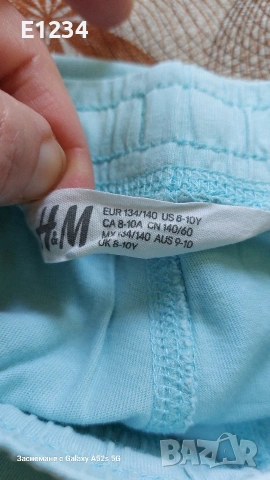 E1234
H&M
EUR 134/140 US 8-10Y
CA 8-10A CN 140/60
MX 134/140 AUS 9-10
UK 8-10Y
Заснемане с Galaxy A52s 5G
bazar